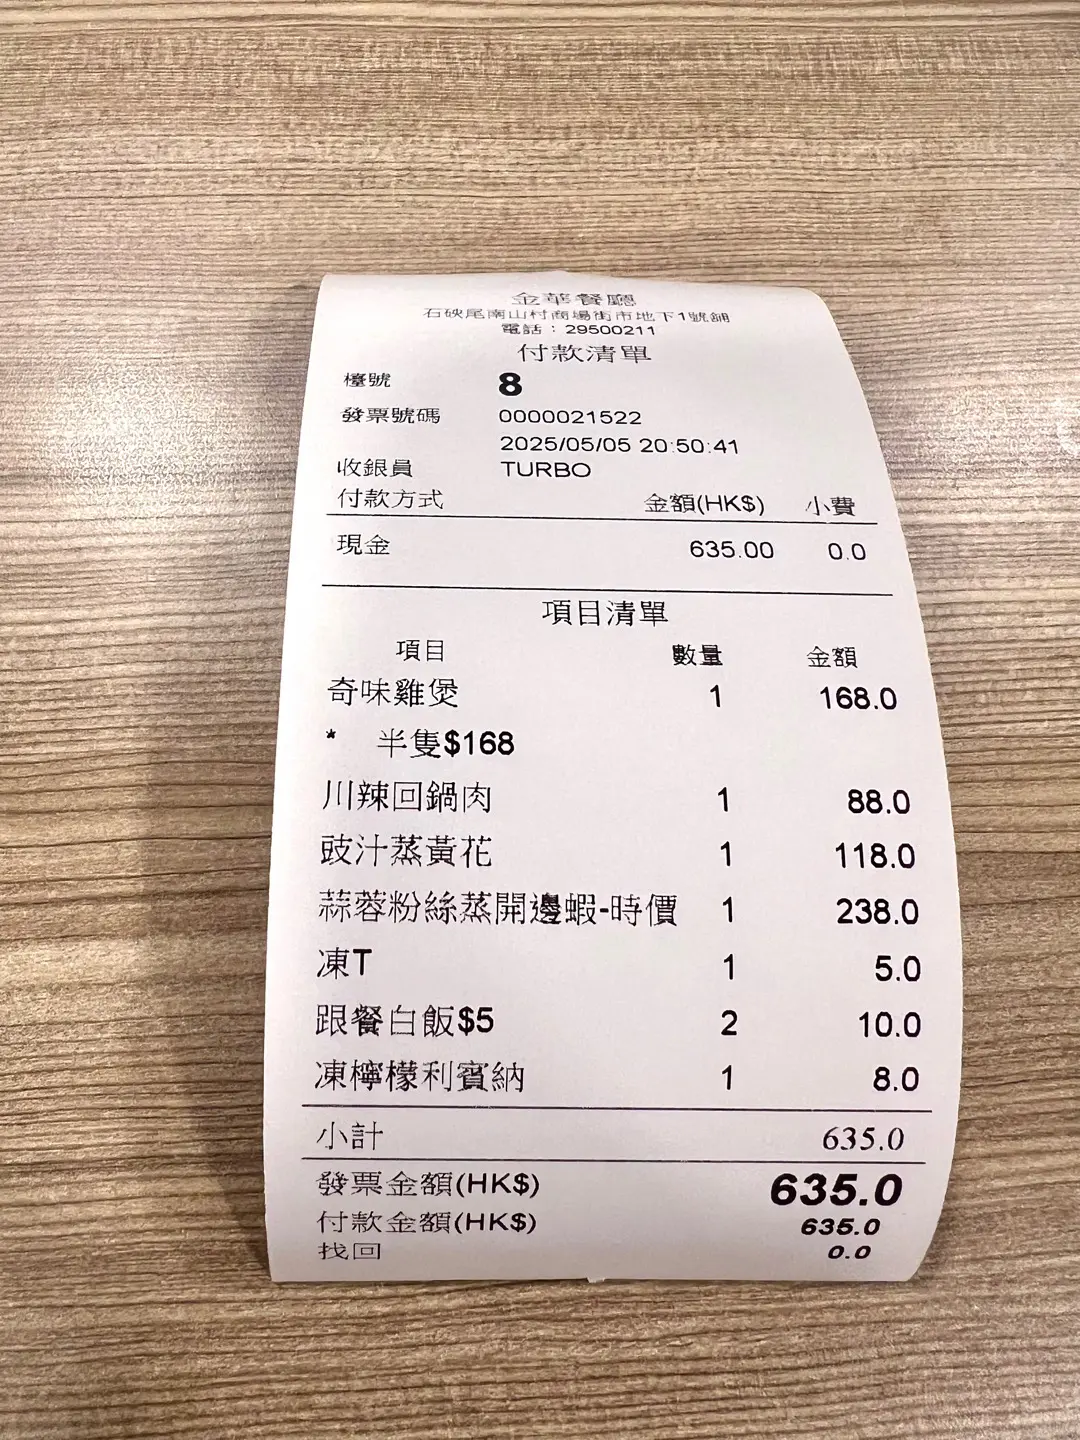 金華餐廳
石硤尾南山村商場街市地下1號舖
電話：29500211
付款清單
檯號 8
發票號碼 0000021522
2025/05/05 20:50:41
收銀員 TURBO
付款方式 金額(HK$) 小費
現金 635.00 0.0
項目清單
項目 數量 金額
奇味雞煲 1 168.0
* 半隻$168
川辣回鍋肉 1 88.0
豉汁蒸黃花 1 118.0
蒜蓉粉絲蒸開邊蝦-時價 1 238.0
凍T 1 5.0
跟餐白飯$5 2 10.0
凍檸檬利賓納 1 8.0
小計 635.0
發票金額(HK$) 635.0
付款金額(HK$) 635.0
找回 0.0